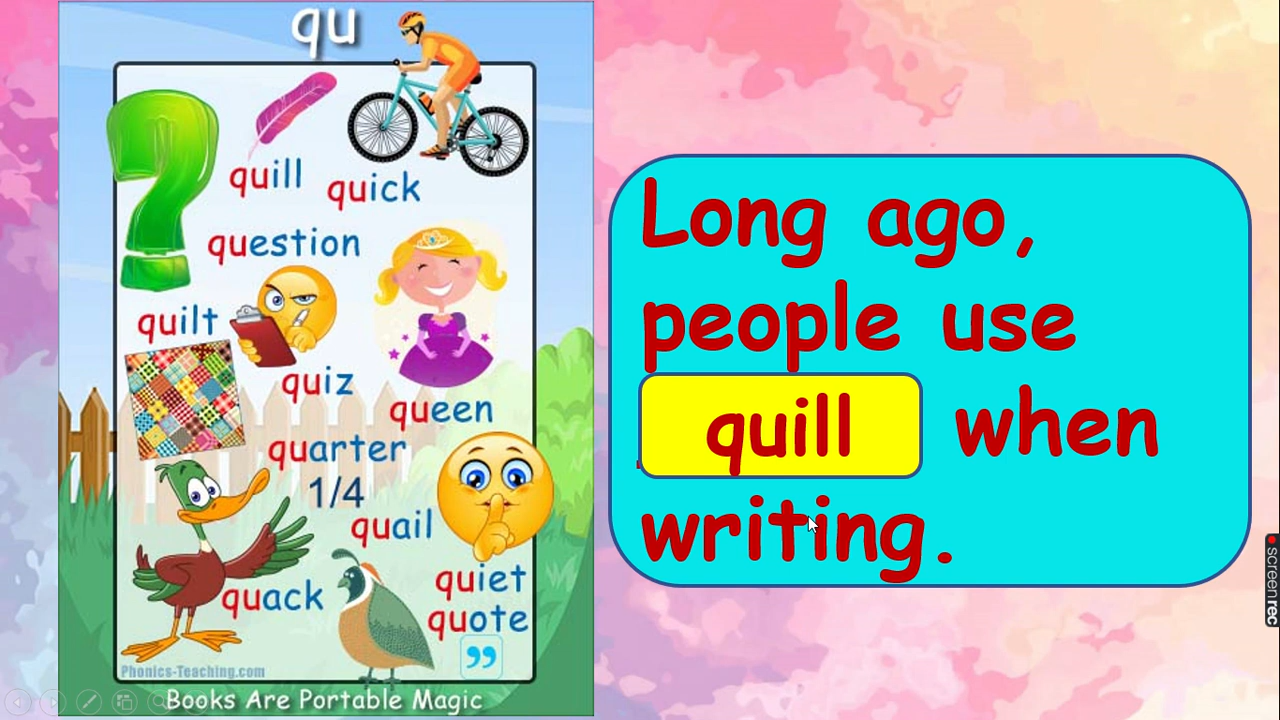 qu
quill
quick
question
quilt
quiz
queen
quarter
1/4
quail
quiet
quack
quote
”
Phonics-Teaching.com
Books Are Portable Magic
Long ago,
people use
quill when
writing.
screenrec